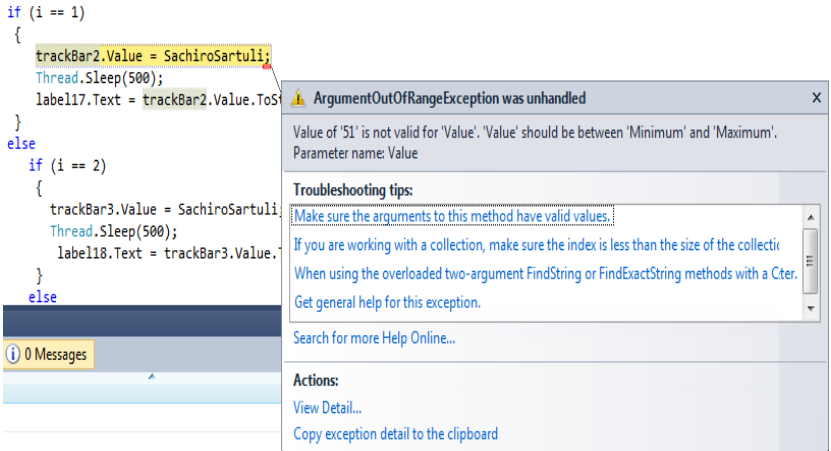 if (i == 1)
{
trackBar2.Value = SachiroSartuli;
Thread.Sleep(500);
label17.Text = trackBar2.Value.ToSt
}
else
if (i == 2)
{
trackBar3.Value = SachiroSartuli;
Thread.Sleep(500);
label18.Text = trackBar3.Value.
}
else
0 Messages
ArgumentOutOfRangeException was unhandled
Value of '51' is not valid for 'Value'. 'Value' should be between 'Minimum' and 'Maximum'.
Parameter name: Value
Troubleshooting tips:
Make sure the arguments to this method have valid values.
If you are working with a collection, make sure the index is less than the size of the collectio
When using the overloaded two-argument FindString or FindExactString methods with a Cter.
Get general help for this exception.
Search for more Help Online...
Actions:
View Detail...
Copy exception detail to the clipboard